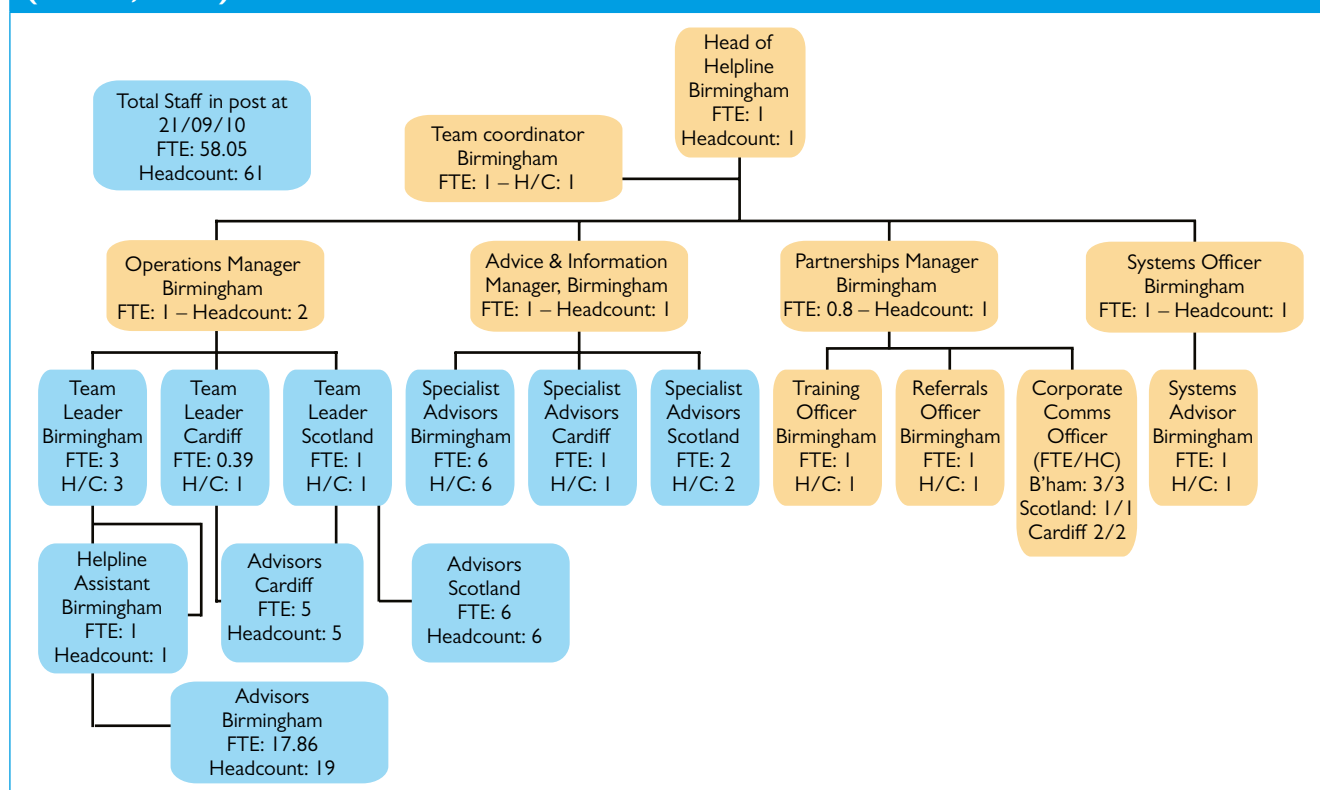 Head of
Helpline
Birmingham
FTE: 1
Headcount: 1
Total Staff in post at
21/09/10
FTE: 58.05
Headcount: 61
Team coordinator
Birmingham
FTE: 1 – H/C: 1
Operations Manager
Birmingham
FTE: 1 – Headcount: 2
Advice & Information
Manager, Birmingham
FTE: 1 – Headcount: 1
Partnerships Manager
Birmingham
FTE: 0.8 – Headcount: 1
Systems Officer
Birmingham
FTE: 1 – Headcount: 1
Team
Leader
Birmingham
FTE: 3
H/C: 3
Team
Leader
Cardiff
FTE: 0.39
H/C: 1
Team
Leader
Scotland
FTE: 1
H/C: 1
Specialist
Advisors
Birmingham
FTE: 6
H/C: 6
Specialist
Advisors
Cardiff
FTE: 1
H/C: 1
Specialist
Advisors
Scotland
FTE: 2
H/C: 2
Training
Officer
Birmingham
FTE: 1
H/C: 1
Referrals
Officer
Birmingham
FTE: 1
H/C: 1
Corporate
Comms
Officer
(FTE/HC)
B’ham: 3/3
Scotland: 1/1
Cardiff 2/2
Systems
Advisor
Birmingham
FTE: 1
H/C: 1
Helpline
Assistant
Birmingham
FTE: 1
Headcount: 1
Advisors
Cardiff
FTE: 5
Headcount: 5
Advisors
Scotland
FTE: 6
Headcount: 6
Advisors
Birmingham
FTE: 17.86
Headcount: 19